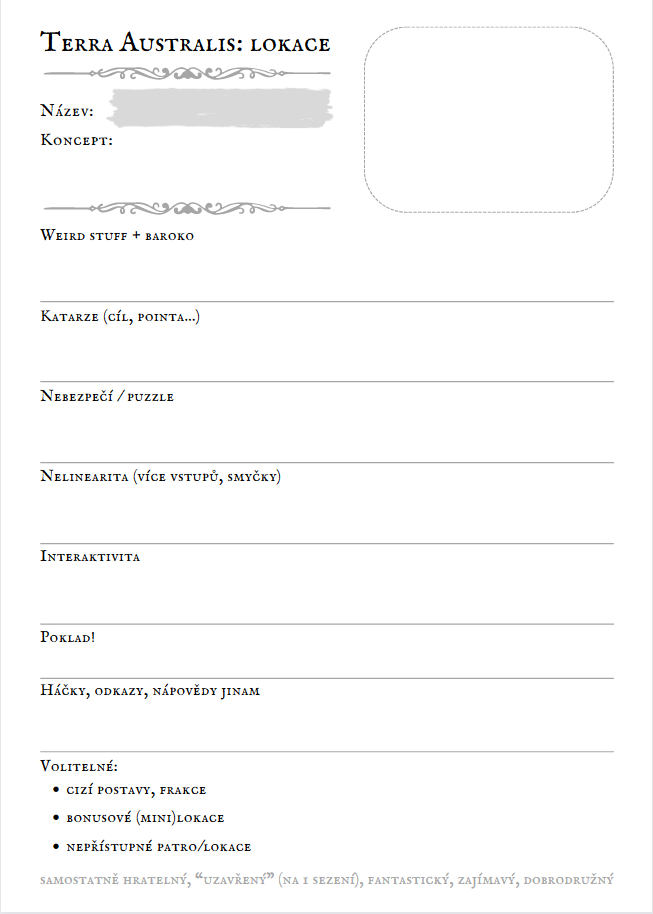 Terra Australis: lokace
Název:
Koncept:
Weird stuff + baroko
Katarze (cíl, pointa...)
Nebezpečí / puzzle
Nelinearita (více vstupů, smyčky)
Interaktivita
Poklad!
Háčky, odkazy, nápovědy jinam
Volitelné:
• cizí postavy, frakce
• bonusové (mini)lokace
• nepřístupné patro/lokace
samostatně hratelný, “uzavřený” (na 1 sezení), fantastický, zajímavý, dobrodružný